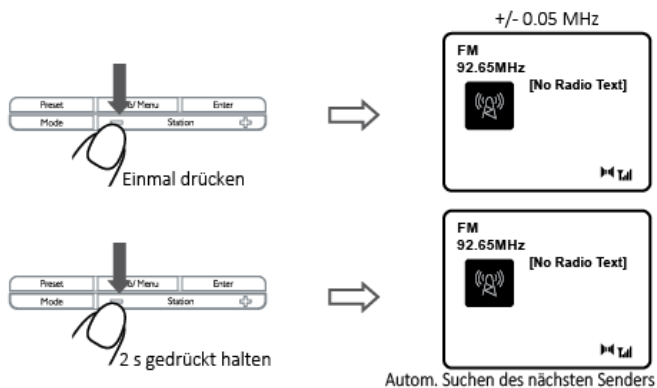 +/- 0.05 MHz
FM
92.65MHz
[No Radio Text]
Preset / Menu Enter
Mode Station
Einmal drücken
FM
92.65MHz
[No Radio Text]
Preset / Menu Enter
Mode Station
2 s gedrückt halten
Autom. Suchen des nächsten Senders